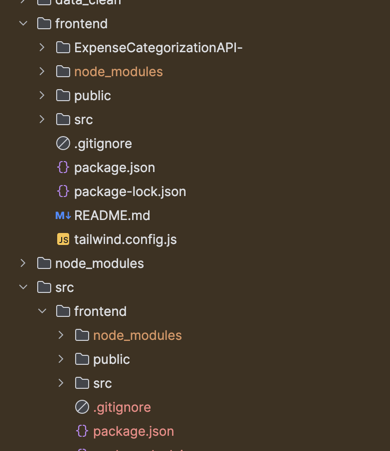 data_clean
frontend
ExpenseCategorizationAPI-
node_modules
public
src
.gitignore
{} package.json
{} package-lock.json
M↓ README.md
JS tailwind.config.js
node_modules
src
frontend
node_modules
public
src
.gitignore
{} package.json